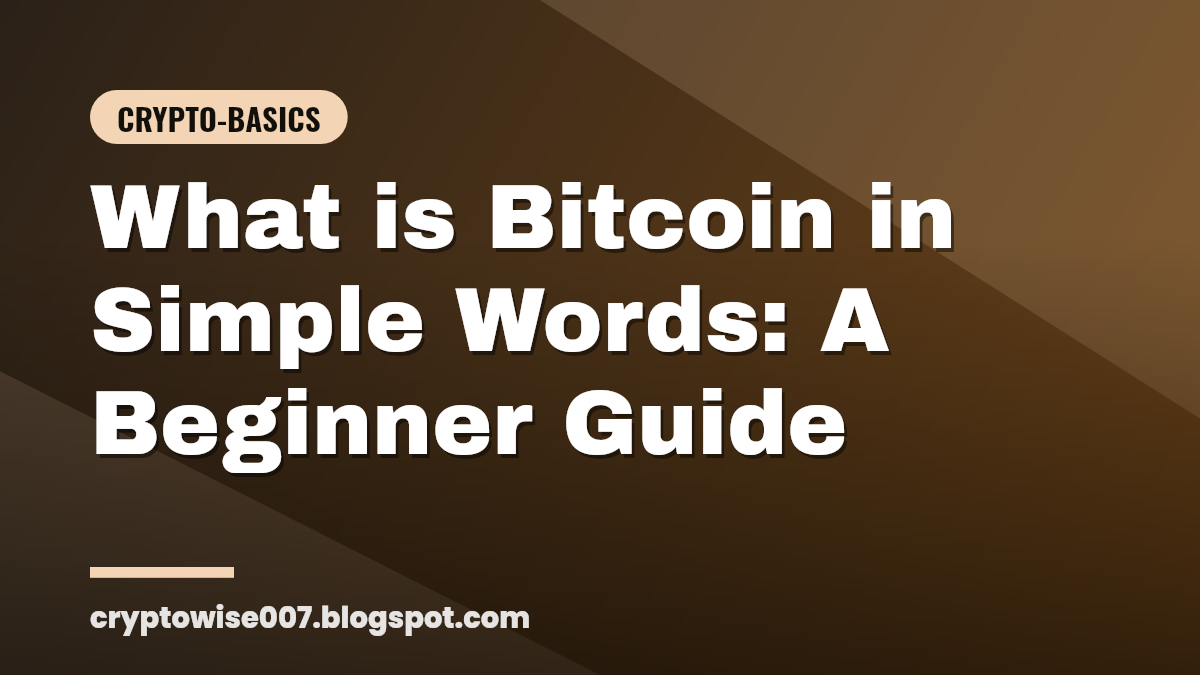 CRYPTO-BASICS
What is Bitcoin in
Simple Words: A
Beginner Guide
cryptowise007.blogspot.com